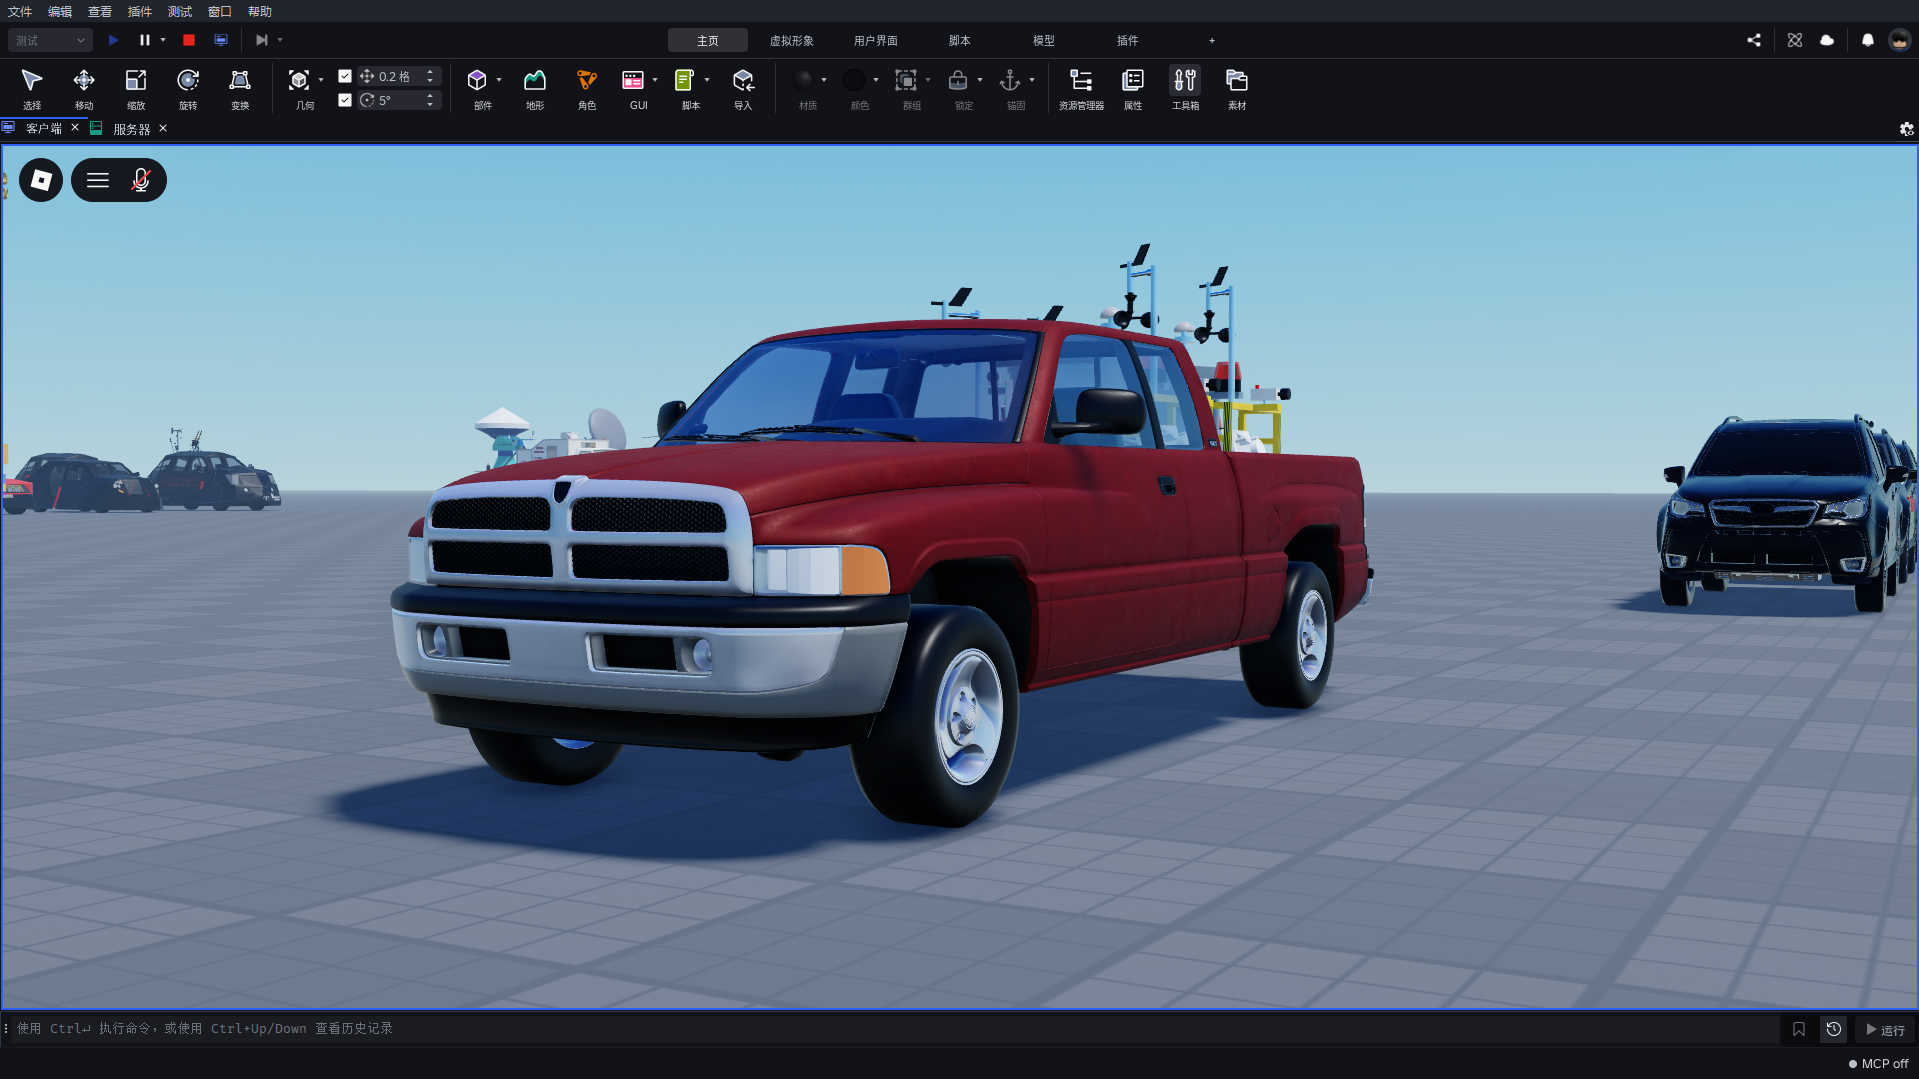 文件 编辑 查看 插件 测试 窗口 帮助
测试 主页 虚拟形象 用户界面 脚本 模型 插件 +
0.2 格
5°
选择 移动 缩放 旋转 变换 几何 部件 地形 角色 GUI 脚本 导入 材质 颜色 群组 锁定 锚固 资源管理器 属性 工具箱 素材
客户端 服务器
使用 Ctrl↵ 执行命令，或使用 Ctrl+Up/Down 查看历史记录
运行
MCP off